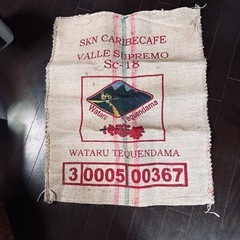 SKN CARIBECAFE
VALLE SUPREMO
SC-18
Wataru Tequendama
WATARU TEQUENDAMA
3 0005 00367